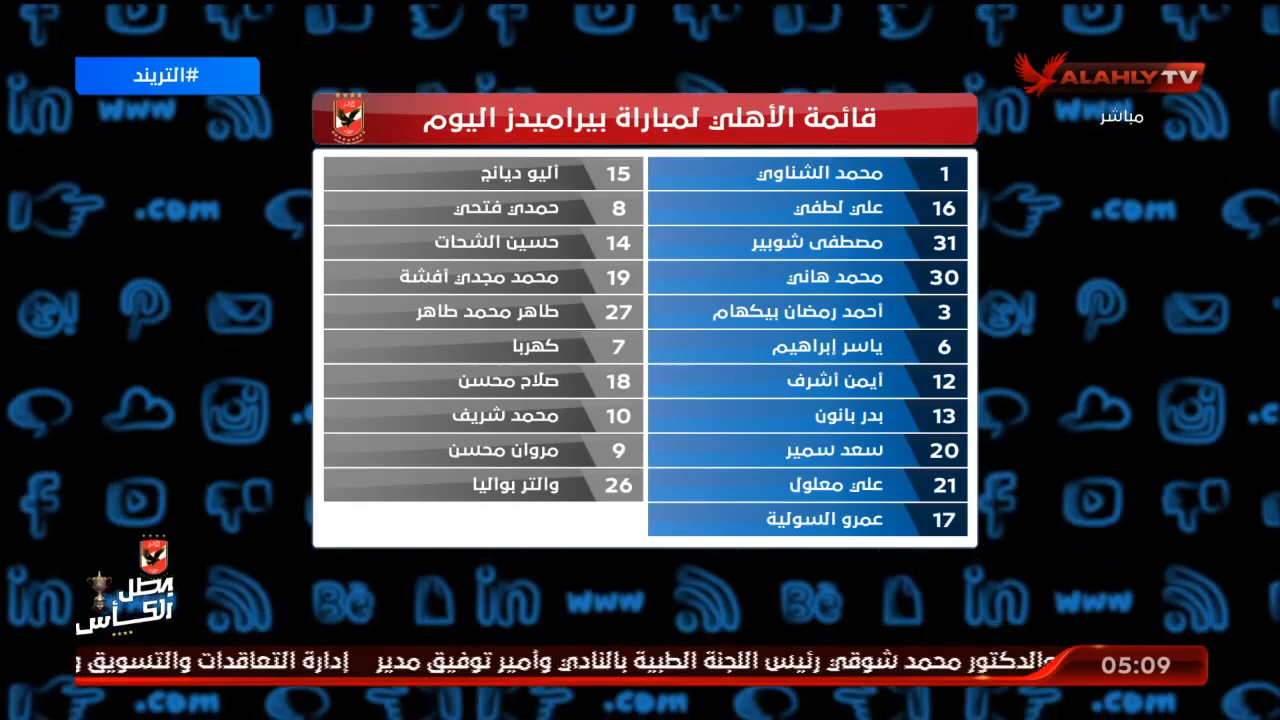 #التريند
ALAHLY TV
مباشر
قائمة الأهلي لمباراة بيراميدز اليوم
1 محمد الشناوي
16 علي لطفي
31 مصطفى شوبير
30 محمد هاني
3 أحمد رمضان بيكهام
6 ياسر إبراهيم
12 أيمن أشرف
13 بدر بانون
20 سعد سمير
21 علي معلول
17 عمرو السولية
15 أليو ديانج
8 حمدي فتحي
14 حسين الشحات
19 محمد مجدي أفشة
27 طاهر محمد طاهر
7 كهربا
18 صلاح محسن
10 محمد شريف
9 مروان محسن
26 والتر بواليا
بطل
الكأس
والدكتور محمد شوقي رئيس اللجنة الطبية بالنادي وأمير توفيق مدير إدارة التعاقدات والتسويق و
05:09